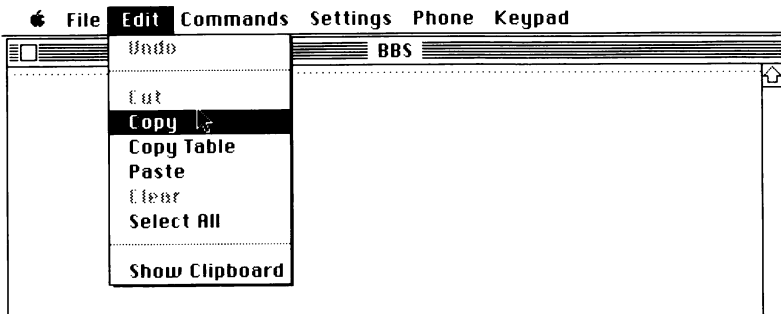 File Edit Commands Settings Phone Keypad
BBS
Undo
Cut
Copy
Copy Table
Paste
Clear
Select All
Show Clipboard